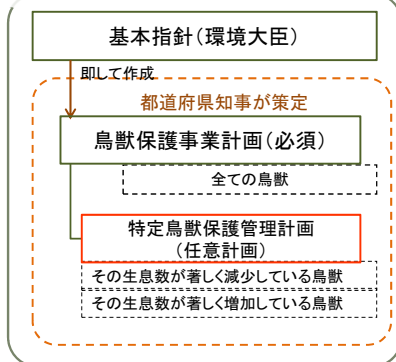 基本指針(環境大臣)
即して作成
都道府県知事が策定
鳥獣保護事業計画(必須)
全ての鳥獣
特定鳥獣保護管理計画
(任意計画)
その生息数が著しく減少している鳥獣
その生息数が著しく増加している鳥獣